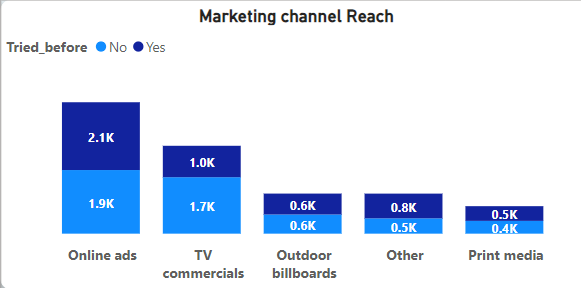 Marketing channel Reach
Tried_before No Yes
2.1K
1.9K
1.0K
1.7K
0.6K
0.6K
0.8K
0.5K
0.5K
0.4K
Online ads
TV
commercials
Outdoor
billboards
Other
Print media